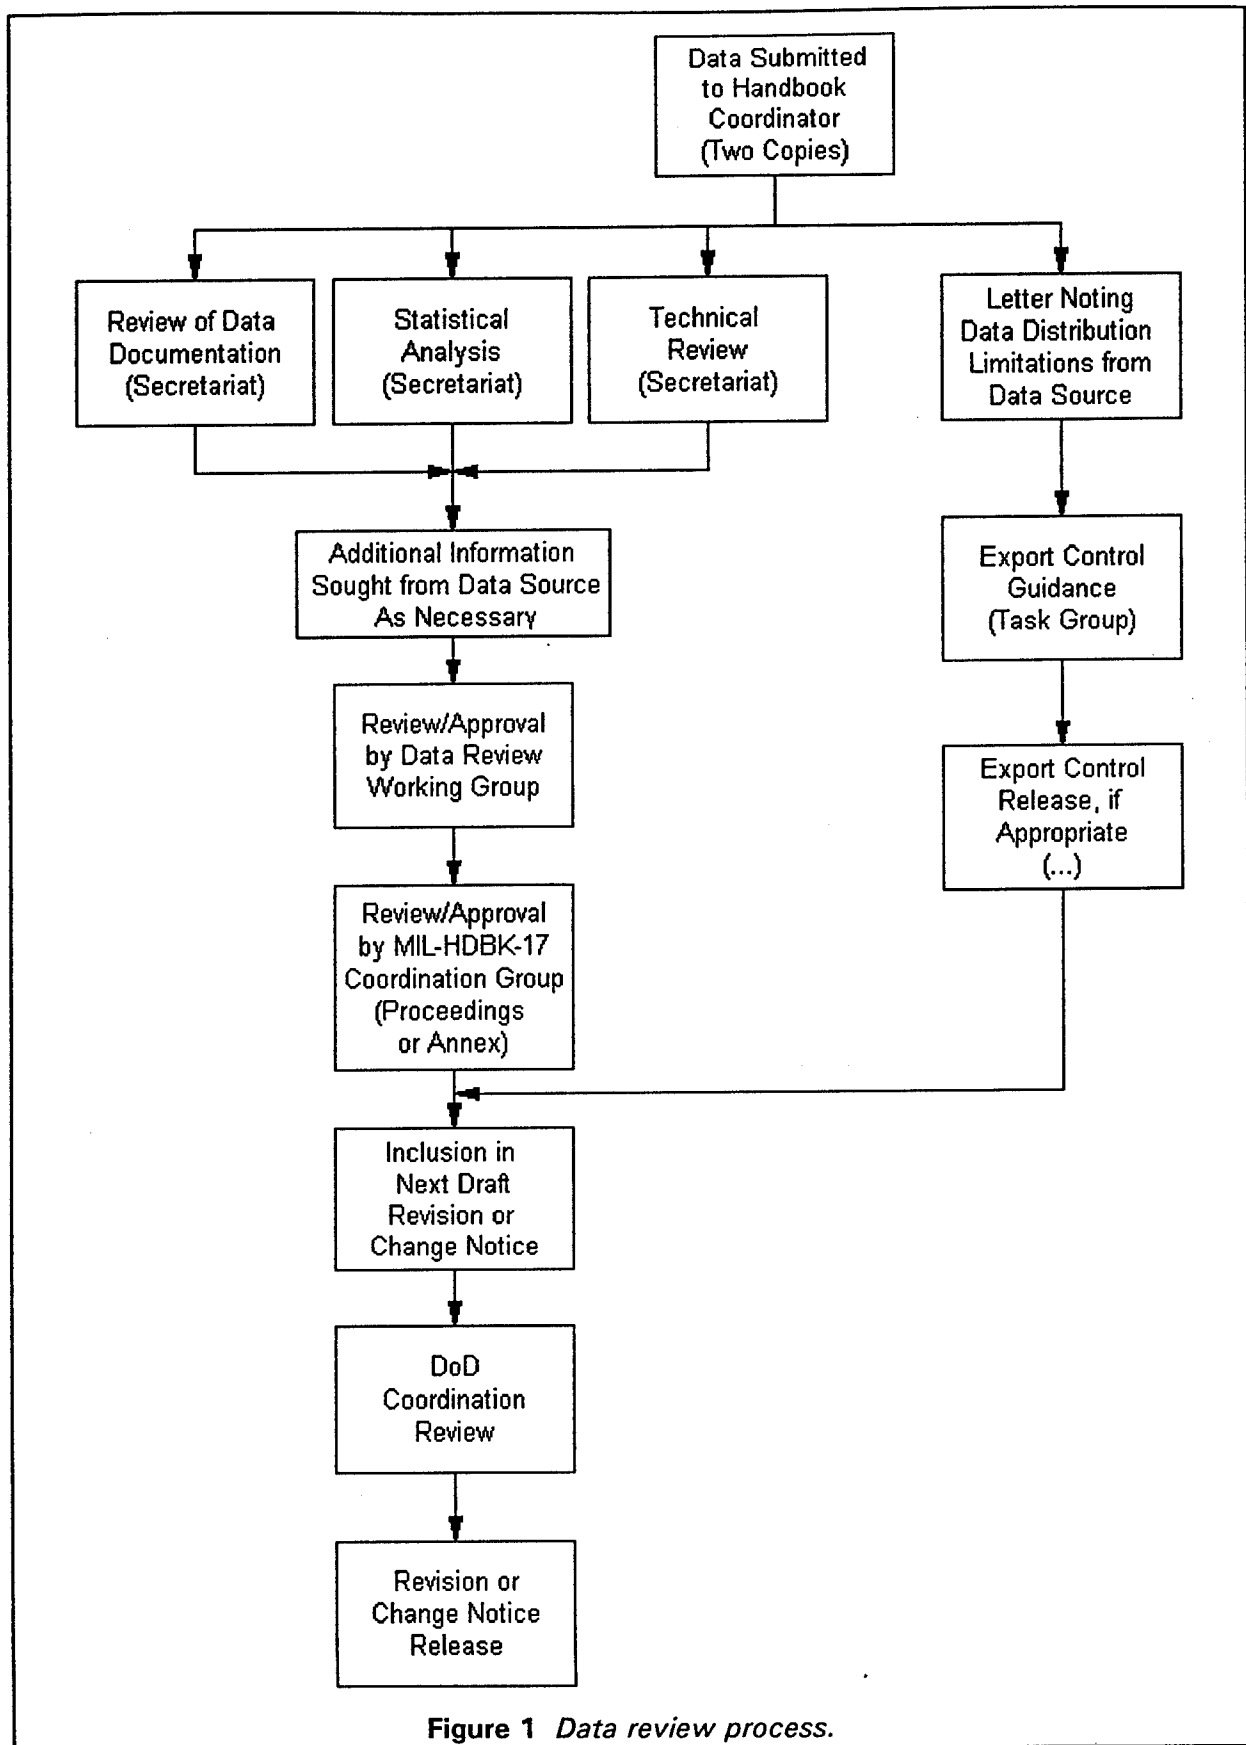 Data Submitted
to Handbook
Coordinator
(Two Copies)
Review of Data
Documentation
(Secretariat)
Statistical
Analysis
(Secretariat)
Technical
Review
(Secretariat)
Letter Noting
Data Distribution
Limitations from
Data Source
Additional Information
Sought from Data Source
As Necessary
Export Control
Guidance
(Task Group)
Review/Approval
by Data Review
Working Group
Export Control
Release, if
Appropriate
(...)
Review/Approval
by MIL-HDBK-17
Coordination Group
(Proceedings
or Annex)
Inclusion in
Next Draft
Revision or
Change Notice
DoD
Coordination
Review
Revision or
Change Notice
Release
Figure 1 Data review process.